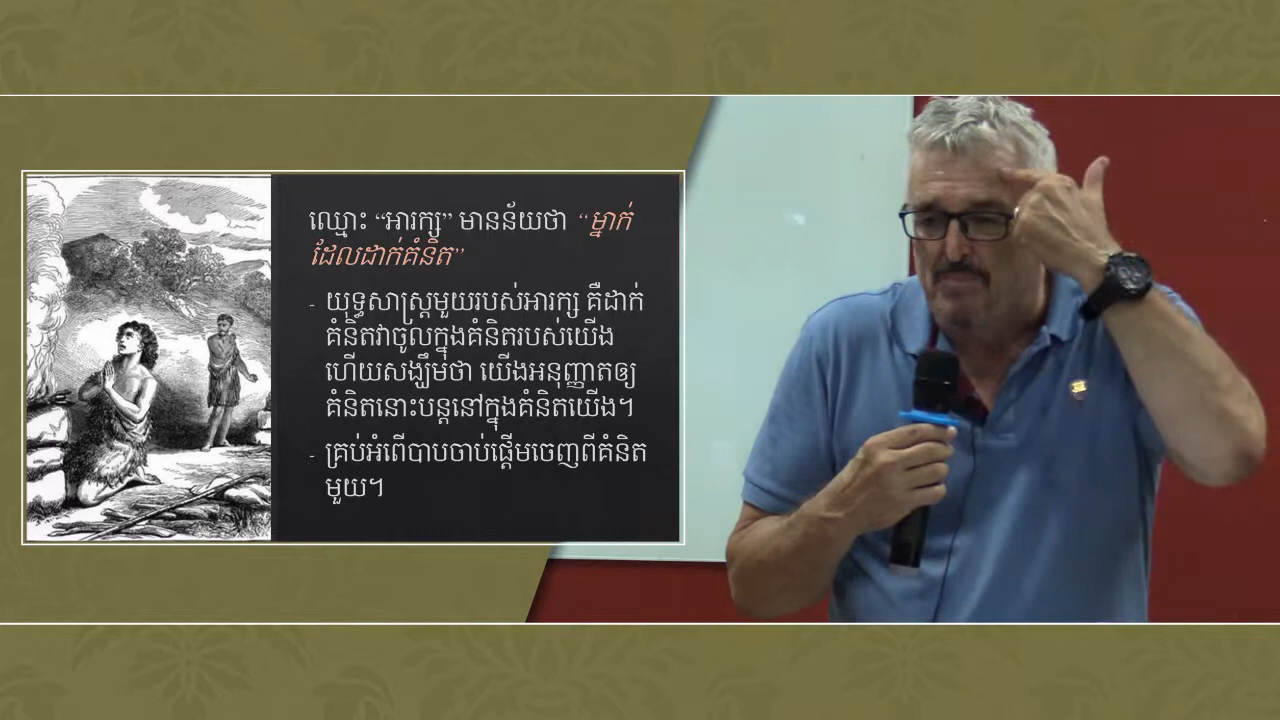 ឈ្មោះ “អារក្ស” មានន័យថា “ម្នាក់
ដែលដាក់គំនិត”
- យុទ្ធសាស្ត្រមួយរបស់អារក្ស គឺដាក់
គំនិតវាចូលក្នុងគំនិតរបស់យើង
ហើយសង្ឃឹមថា យើងអនុញ្ញាតឲ្យ
គំនិតនោះបន្តនៅក្នុងគំនិតយើង។
- គ្រប់អំពើបាបចាប់ផ្តើមចេញពីគំនិត
មួយ។